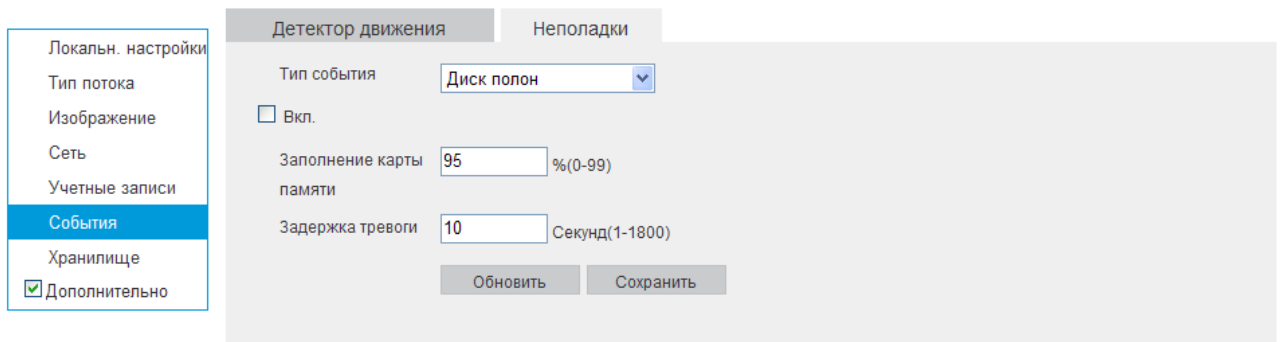 Локальн. настройки
Тип потока
Изображение
Сеть
Учетные записи
События
Хранилище
Дополнительно
Детектор движения
Неполадки
Тип события
Диск полон
Вкл.
Заполнение карты памяти
95
%(0-99)
Задержка тревоги
10
Секунд(1-1800)
Обновить
Сохранить